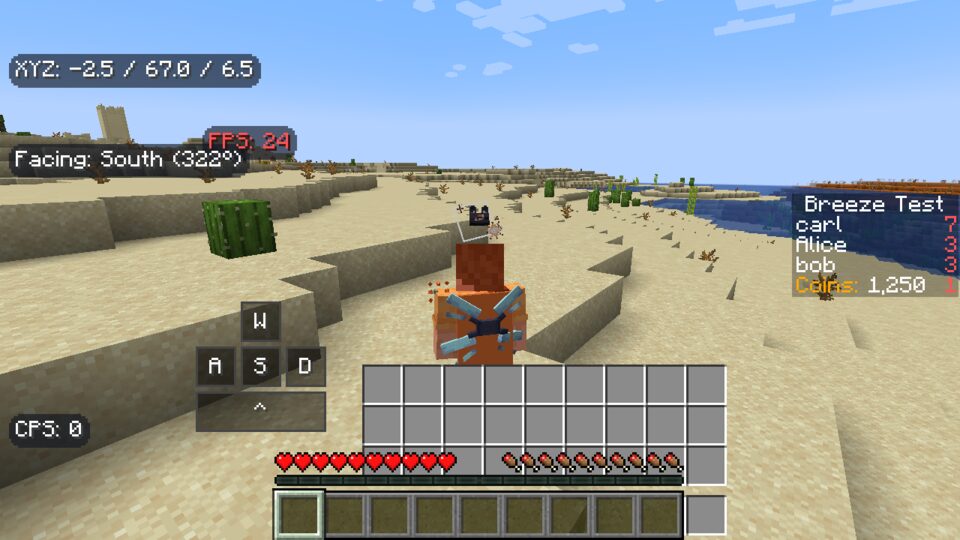 XYZ: -2.5 / 67.0 / 6.5
FPS: 24
Facing: South (322°)
Breeze Test
carl 7
Alice 3
bob 3
Coins: 1,250 1
W
A S D
^
CPS: 0